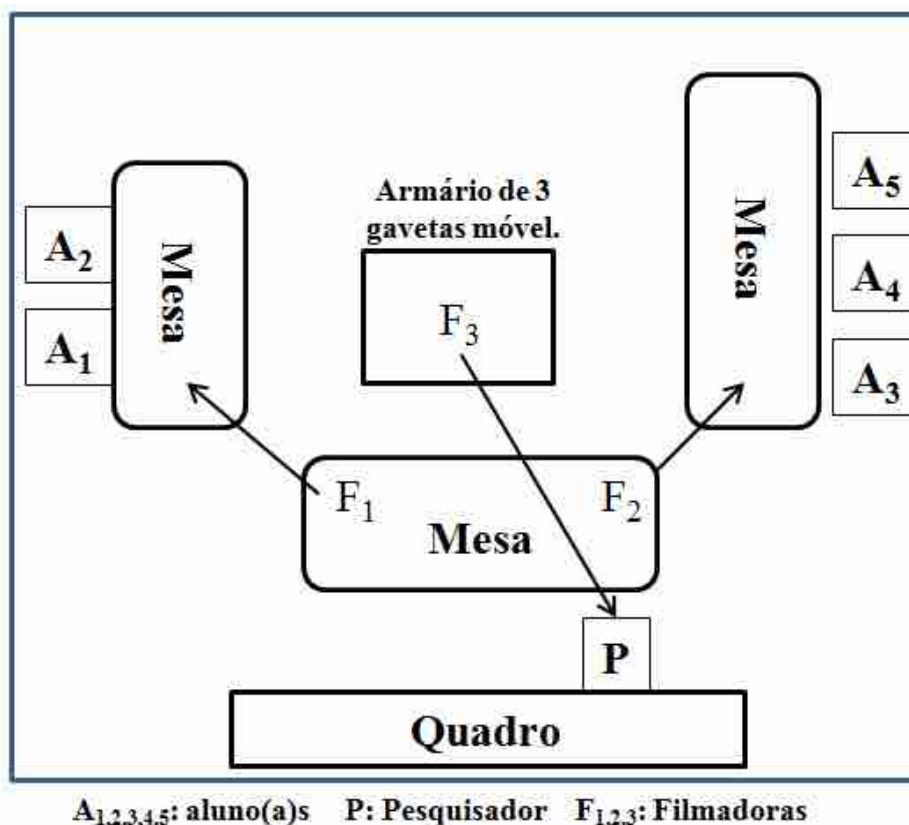 Armário de 3
gavetas móvel.
A₅
A₂
Mesa
Mesa
A₄
F₃
A₁
A₃
F₁
F₂
Mesa
P
Quadro
A₁,₂,₃,₄,₅: aluno(a)s P: Pesquisador F₁,₂,₃: Filmadoras